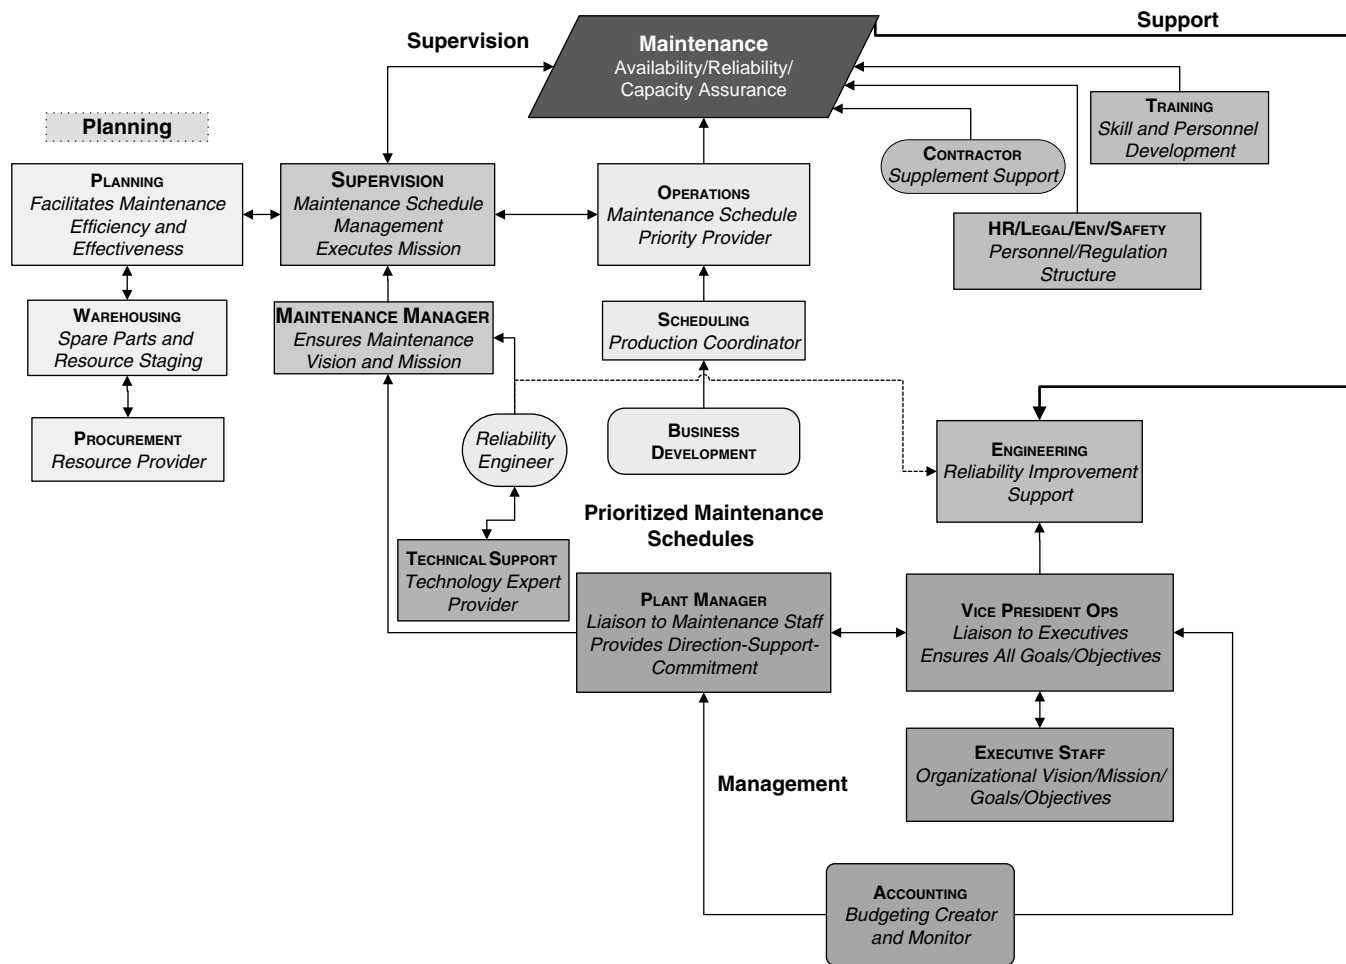 Support
Supervision
Maintenance
Availability/Reliability/
Capacity Assurance
TRAINING
Skill and Personnel
Development
Planning
CONTRACTOR
Supplement Support
PLANNING
Facilitates Maintenance
Efficiency and
Effectiveness
SUPERVISION
Maintenance Schedule
Management
Executes Mission
OPERATIONS
Maintenance Schedule
Priority Provider
HR/LEGAL/ENV/SAFETY
Personnel/Regulation
Structure
WAREHOUSING
Spare Parts and
Resource Staging
MAINTENANCE MANAGER
Ensures Maintenance
Vision and Mission
SCHEDULING
Production Coordinator
PROCUREMENT
Resource Provider
Reliability
Engineer
BUSINESS
DEVELOPMENT
ENGINEERING
Reliability Improvement
Support
Prioritized Maintenance
Schedules
TECHNICAL SUPPORT
Technology Expert
Provider
PLANT MANAGER
Liaison to Maintenance Staff
Provides Direction-Support-
Commitment
VICE PRESIDENT OPS
Liaison to Executives
Ensures All Goals/Objectives
EXECUTIVE STAFF
Organizational Vision/Mission/
Goals/Objectives
Management
ACCOUNTING
Budgeting Creator
and Monitor